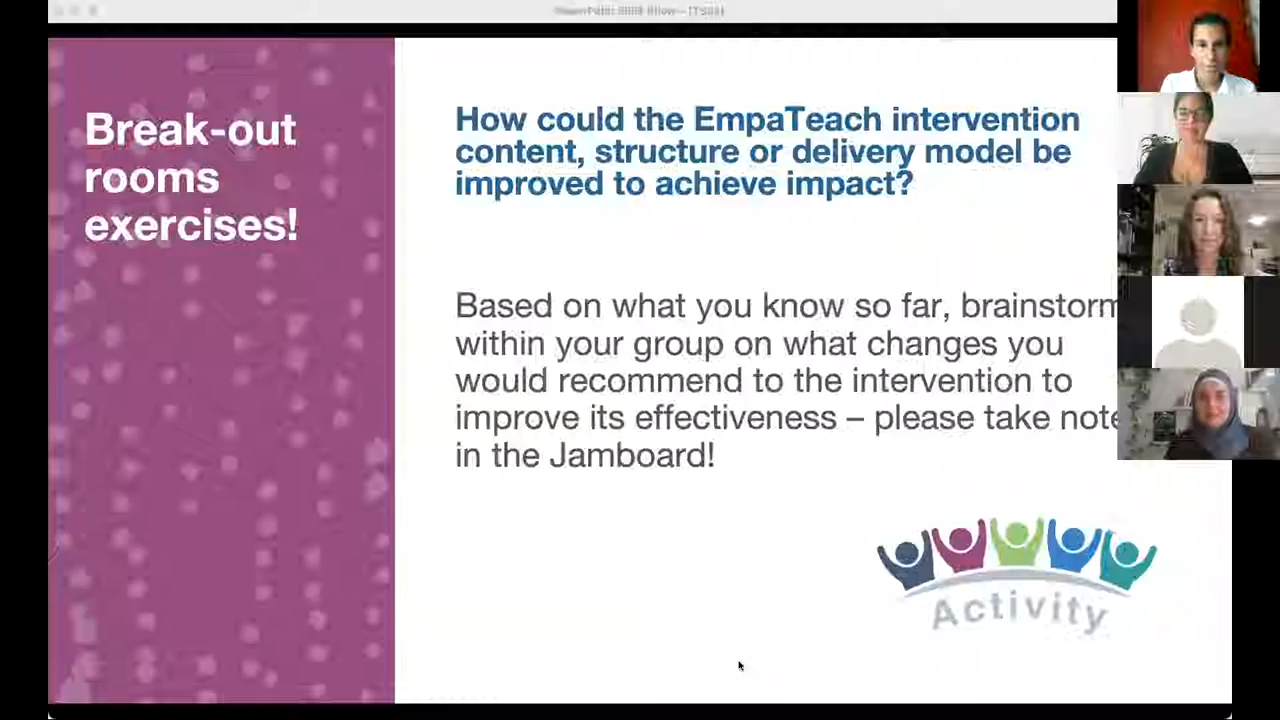 Break-out
rooms
exercises!
How could the EmpaTeach intervention
content, structure or delivery model be
improved to achieve impact?
Based on what you know so far, brainstorm
within your group on what changes you
would recommend to the intervention to
improve its effectiveness – please take note
in the Jamboard!
Activity